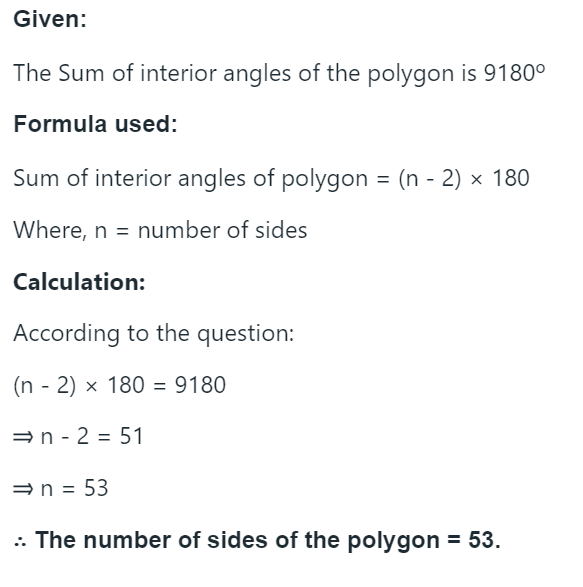 Given:
The Sum of interior angles of the polygon is 9180º
Formula used:
Sum of interior angles of polygon = (n - 2) × 180
Where, n = number of sides
Calculation:
According to the question:
(n - 2) × 180 = 9180
⇒ n - 2 = 51
⇒ n = 53
∴ The number of sides of the polygon = 53.